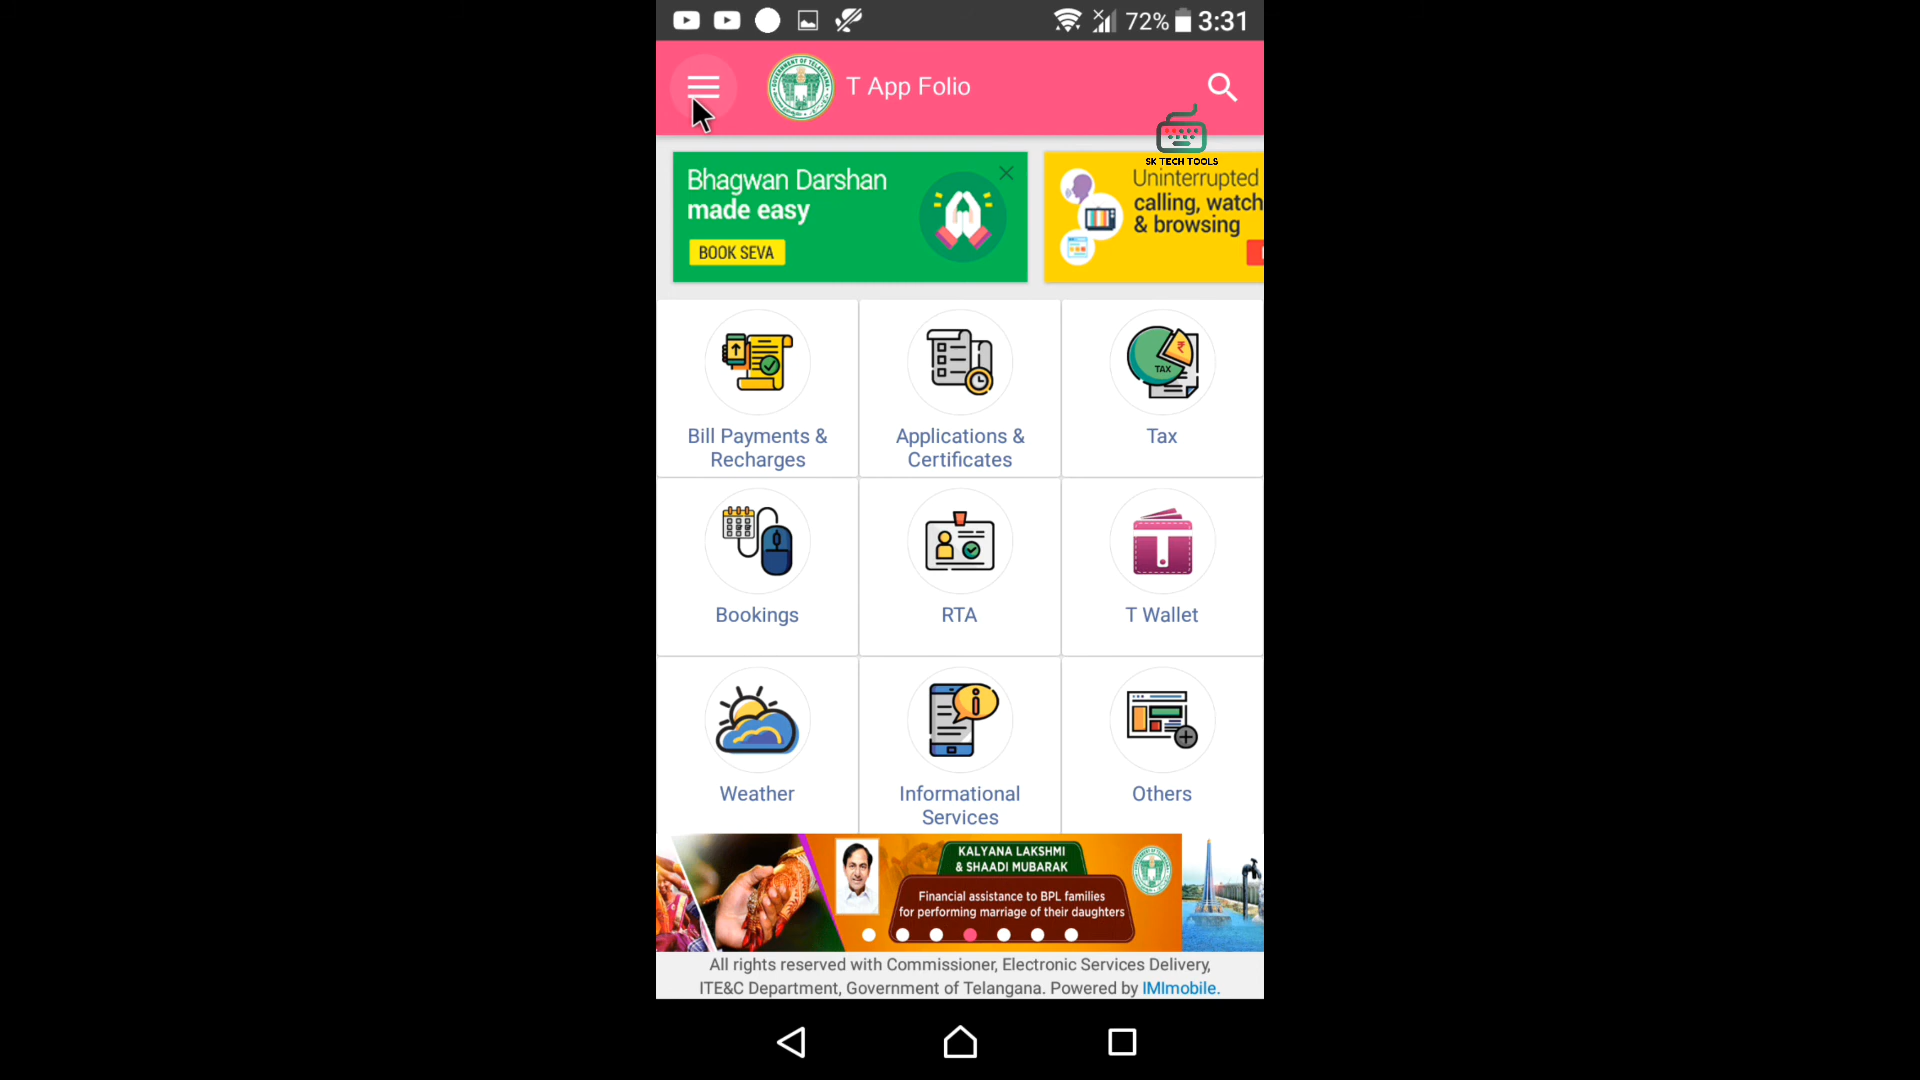 72% 3:31
T App Folio
SK TECH TOOLS
Bhagwan Darshan
made easy
BOOK SEVA
Uninterrupted
calling, watch
& browsing
TAX
Bill Payments &
Recharges
Applications &
Certificates
Tax
Bookings
RTA
T Wallet
Weather
Informational
Services
Others
KALYANA LAKSHMI
& SHAADI MUBARAK
Financial assistance to BPL families
for performing marriage of their daughters
All rights reserved with Commissioner, Electronic Services Delivery,
ITE&C Department, Government of Telangana. Powered by IMImobile.